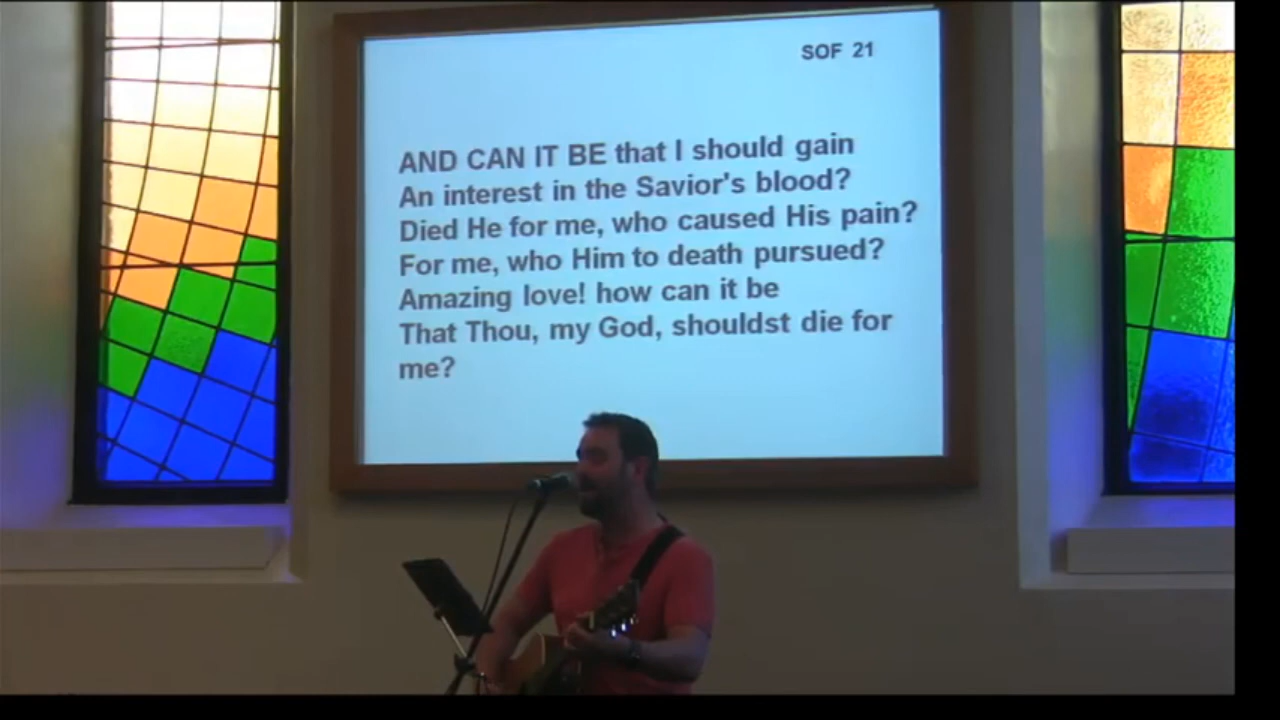 SOF 21
AND CAN IT BE that I should gain
An interest in the Savior's blood?
Died He for me, who caused His pain?
For me, who Him to death pursued?
Amazing love! how can it be
That Thou, my God, shouldst die for
me?